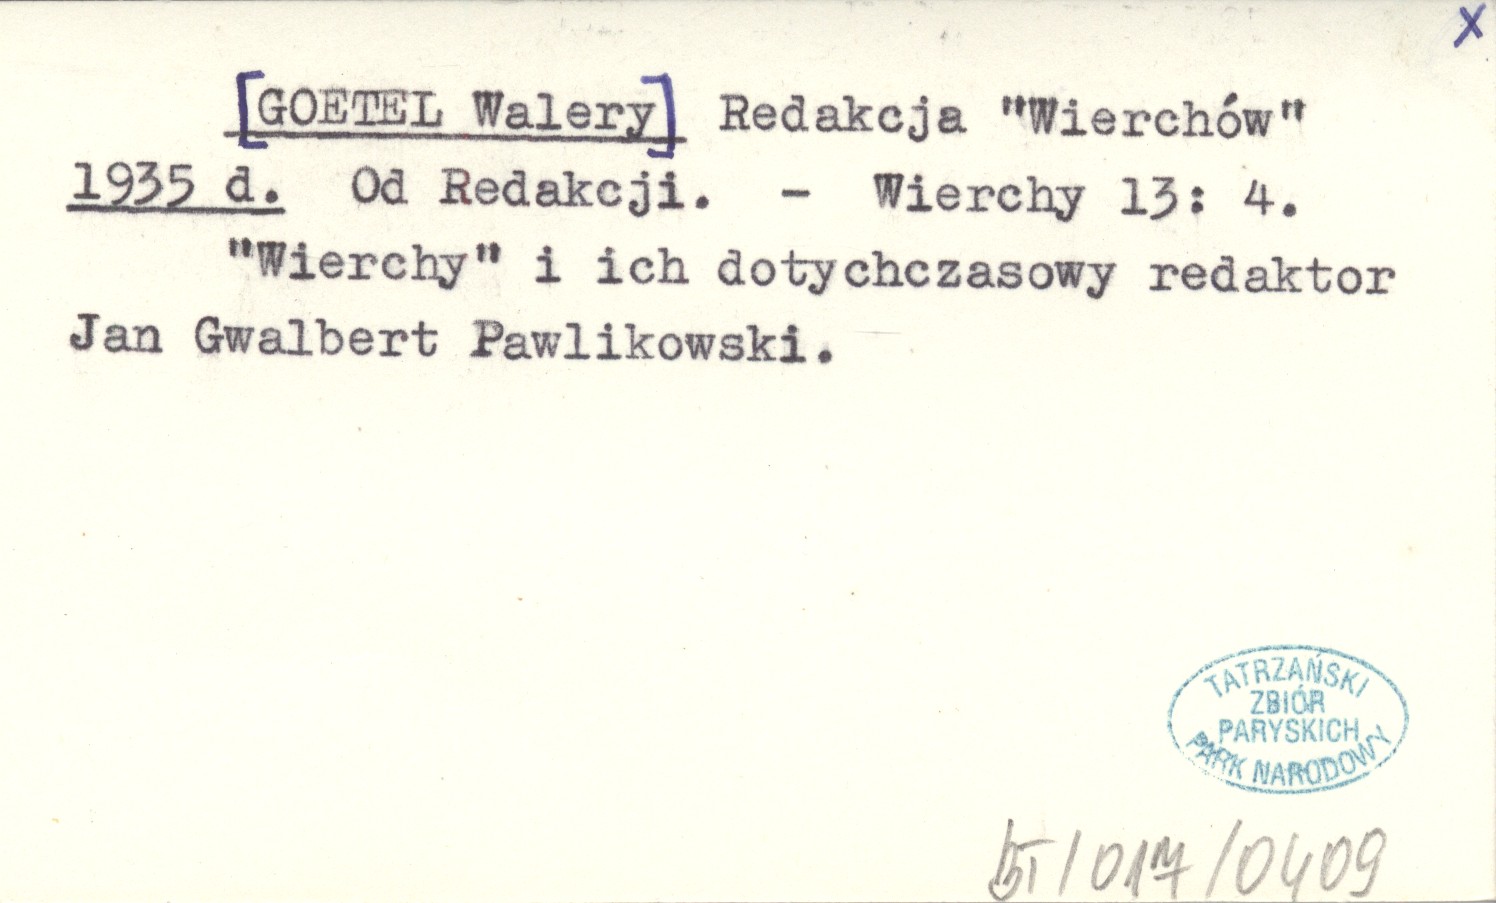 x
[GOETEL Walery] Redakcja "Wierchów"
1935 d. Od Redakcji. - Wierchy 13: 4.
"Wierchy" i ich dotychczasowy redaktor
Jan Gwalbert Pawlikowski.
TATRZAŃSKI
ZBIÓR
PARYSKICH
PARK NARODOWY
/017/0409